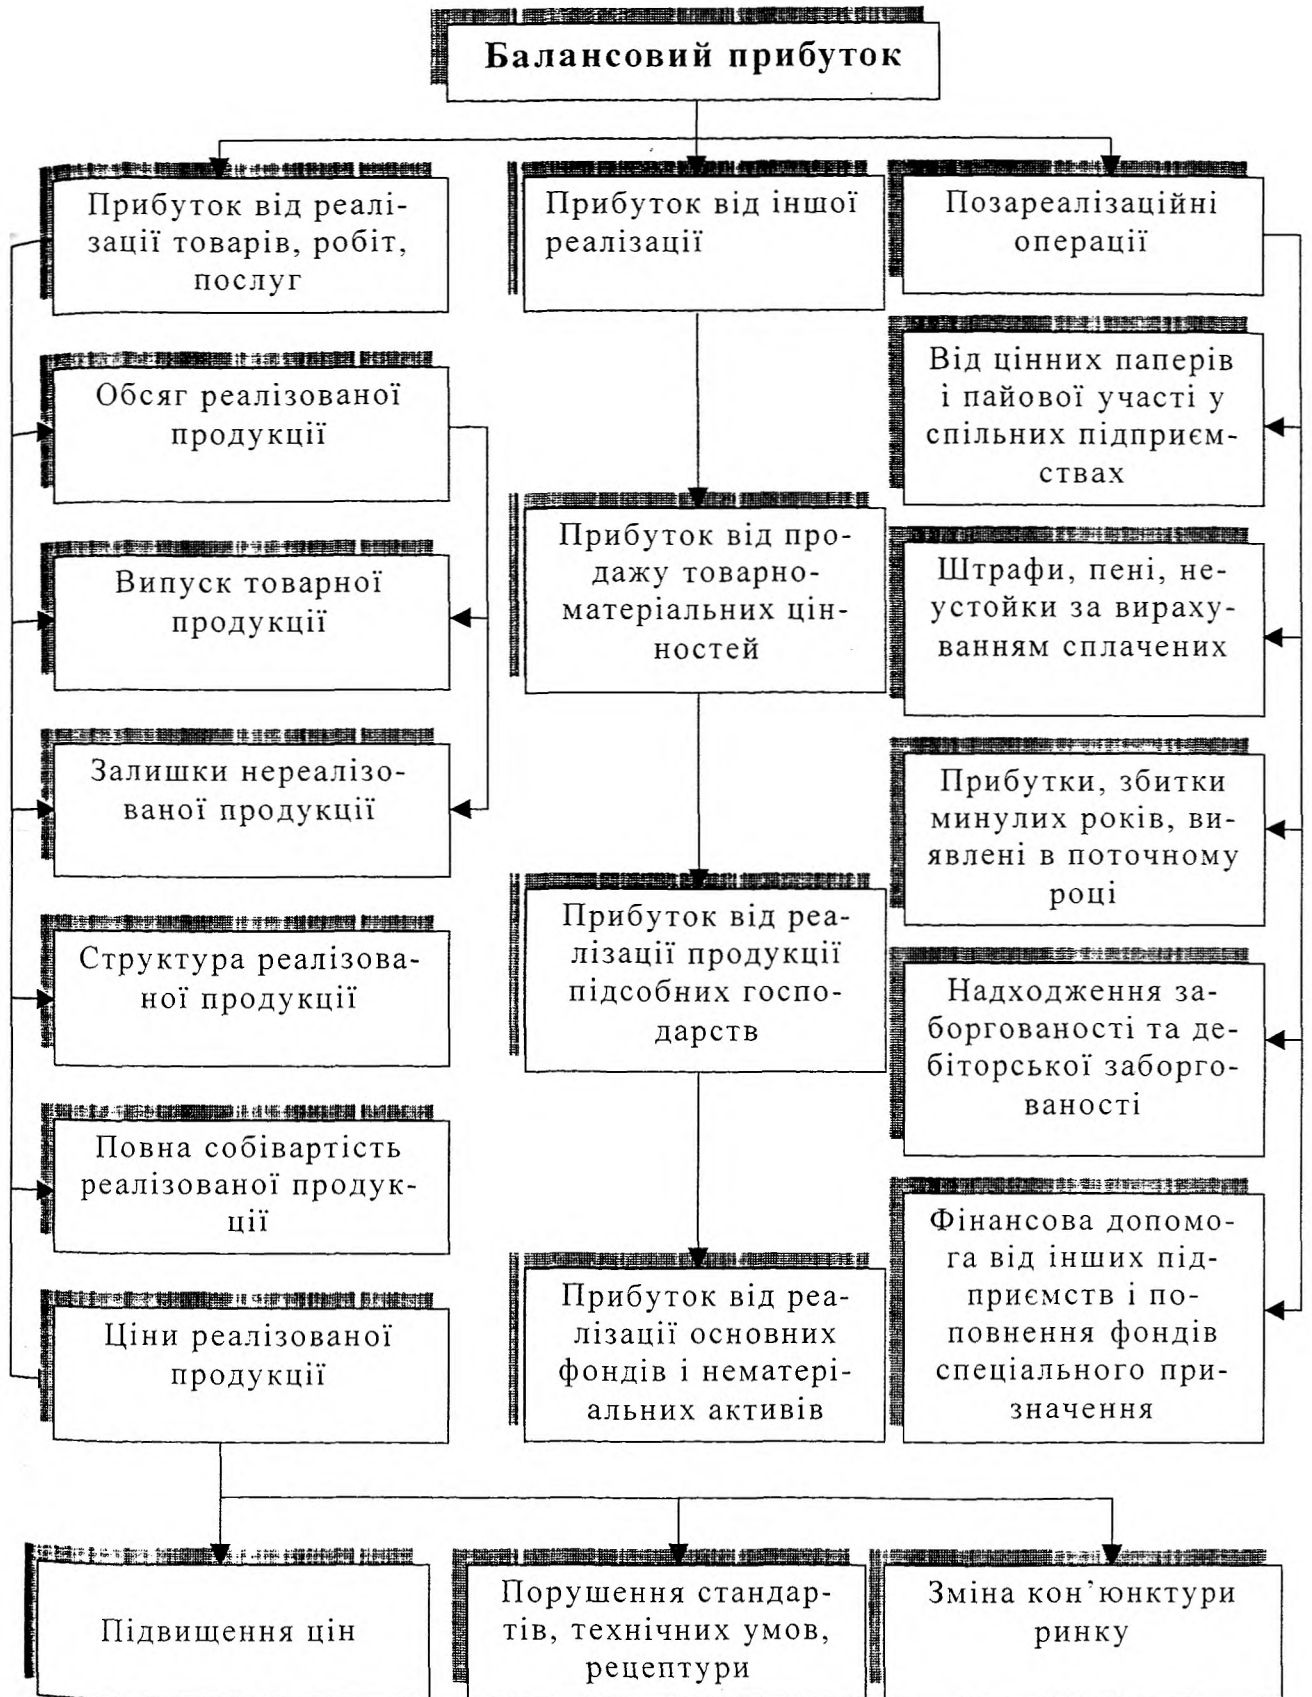 Балансовий прибуток
Прибуток від реалі-
зації товарів, робіт,
послуг
Прибуток від іншої
реалізації
Позареалізаційні
операції
Обсяг реалізованої
продукції
Випуск товарної
продукції
Залишки нереалізо-
ваної продукції
Структура реалізова-
ної продукції
Повна собівартість
реалізованої продук-
ції
Ціни реалізованої
продукції
Прибуток від про-
дажу товарно-
матеріальних цін-
ностей
Прибуток від реа-
лізації продукції
підсобних госпо-
дарств
Прибуток від реа-
лізації основних
фондів і нематері-
альних активів
Від цінних паперів
і пайової участі у
спільних підприєм-
ствах
Штрафи, пені, не-
устойки за вираху-
ванням сплачених
Прибутки, збитки
минулих років, ви-
явлені в поточному
році
Надходження за-
боргованості та де-
біторської заборго-
ваності
Фінансова допомо-
га від інших під-
приємств і по-
повнення фондів
спеціального при-
значення
Підвищення цін
Порушення стандар-
тів, технічних умов,
рецептури
Зміна кон’юнктури
ринку